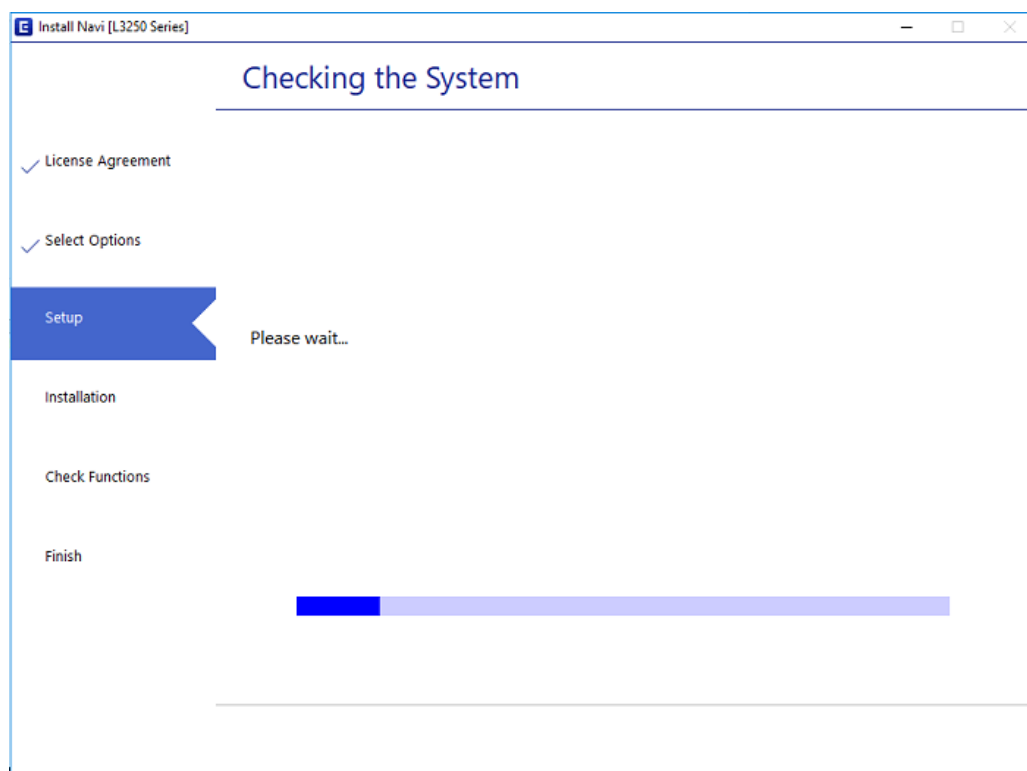 Install Navi [L3250 Series]
Checking the System
License Agreement
Select Options
Setup
Please wait...
Installation
Check Functions
Finish